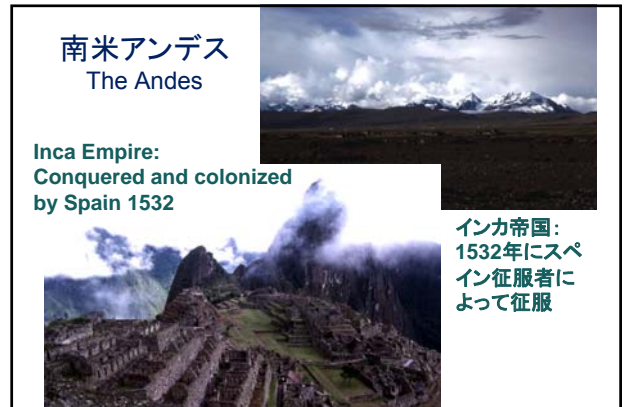 南米アンデス
The Andes
Inca Empire:
Conquered and colonized
by Spain 1532
インカ帝国：
1532年にスペ
イン征服者に
よって征服